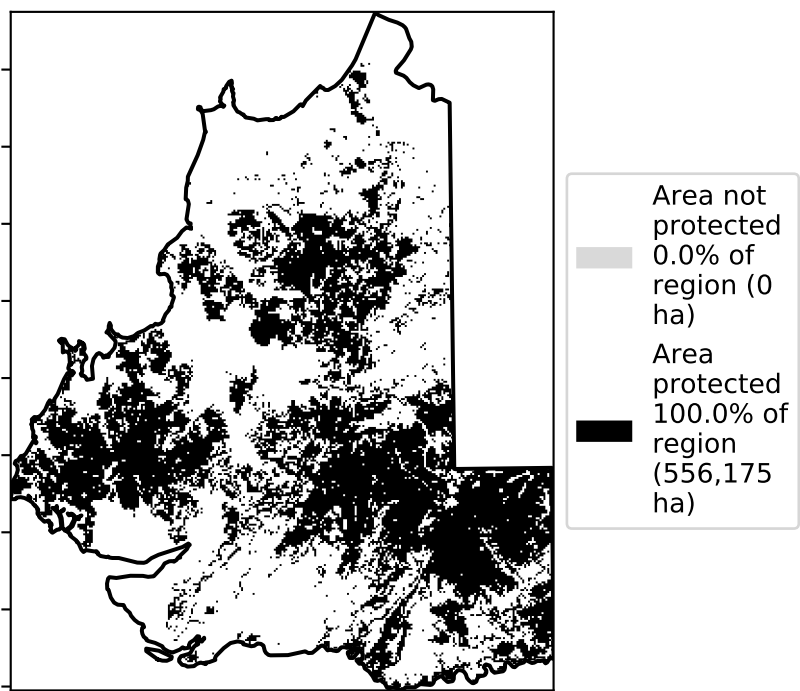 Area not
protected
0.0% of
region (0
ha)
Area
protected
100.0% of
region
(556,175
ha)